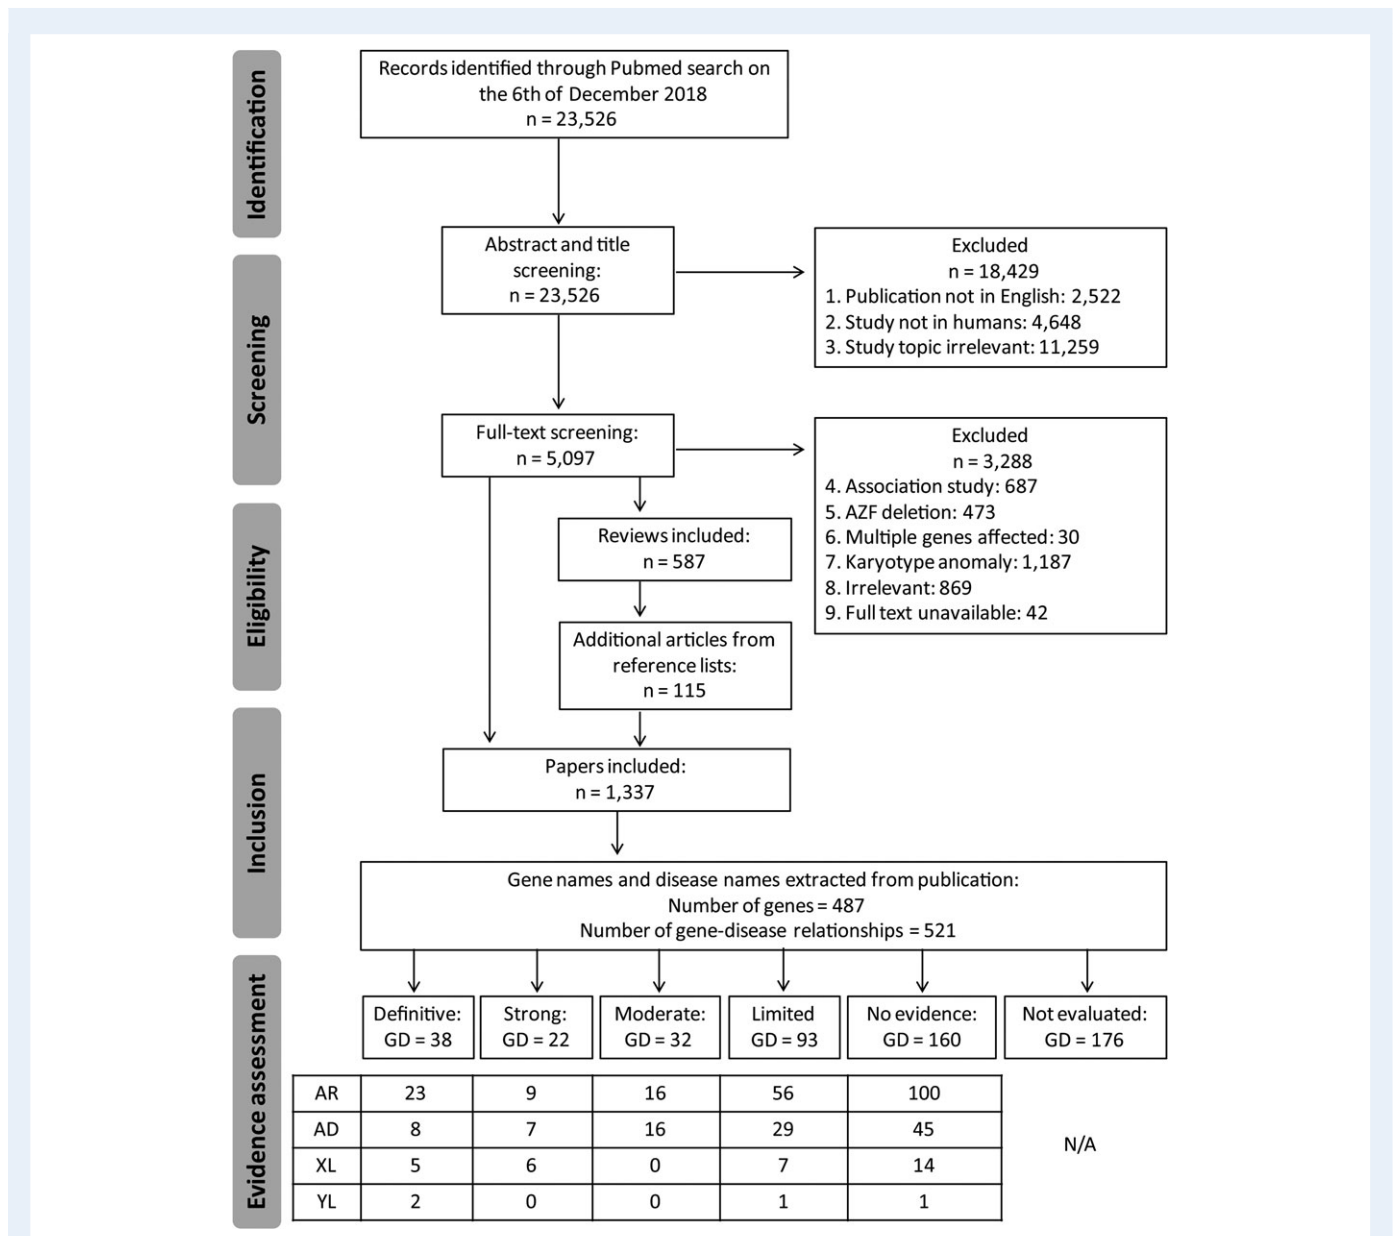 Identification
Records identified through Pubmed search on
the 6th of December 2018
n = 23,526
Screening
Abstract and title
screening:
n = 23,526
Excluded
n = 18,429
1. Publication not in English: 2,522
2. Study not in humans: 4,648
3. Study topic irrelevant: 11,259
Full-text screening:
n = 5,097
Excluded
n = 3,288
4. Association study: 687
5. AZF deletion: 473
6. Multiple genes affected: 30
7. Karyotype anomaly: 1,187
8. Irrelevant: 869
9. Full text unavailable: 42
Eligibility
Reviews included:
n = 587
Additional articles from
reference lists:
n = 115
Inclusion
Papers included:
n = 1,337
Gene names and disease names extracted from publication:
Number of genes = 487
Number of gene-disease relationships = 521
Evidence assessment
Definitive:
GD = 38
Strong:
GD = 22
Moderate:
GD = 32
Limited
GD = 93
No evidence:
GD = 160
Not evaluated:
GD = 176
AR 23 9 16 56 100
AD 8 7 16 29 45
XL 5 6 0 7 14
YL 2 0 0 1 1
N/A